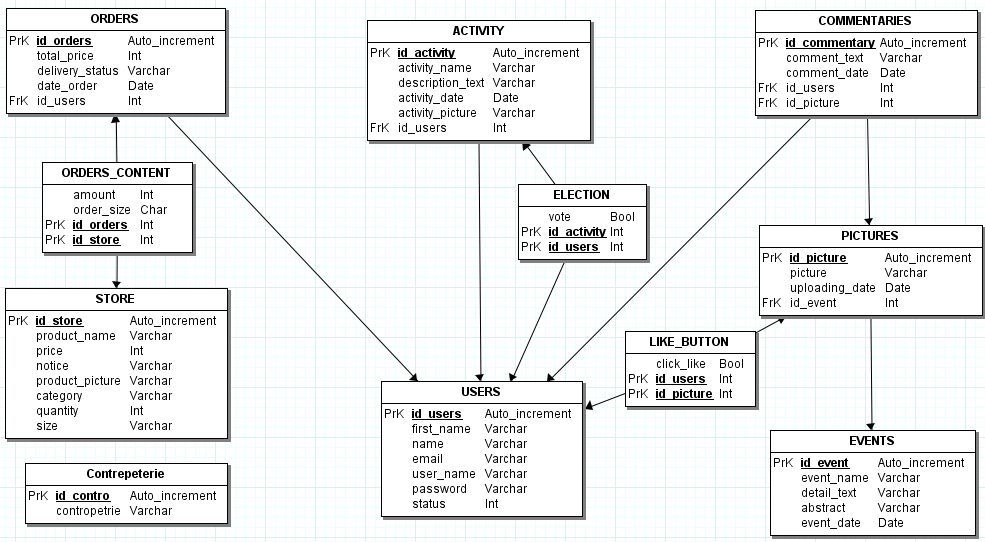 ORDERS
PrK id_orders Auto_increment
total_price Int
delivery_status Varchar
date_order Date
FrK id_users Int
ACTIVITY
PrK id_activity Auto_increment
activity_name Varchar
description_text Varchar
activity_date Date
activity_picture Varchar
FrK id_users Int
COMMENTARIES
PrK id_commentary Auto_increment
comment_text Varchar
comment_date Date
FrK id_users Int
FrK id_picture Int
ORDERS_CONTENT
amount Int
order_size Char
PrK id_orders Int
PrK id_store Int
ELECTION
vote Bool
PrK id_activity Int
PrK id_users Int
PICTURES
PrK id_picture Auto_increment
picture Varchar
uploading_date Date
FrK id_event Int
STORE
PrK id_store Auto_increment
product_name Varchar
price Int
notice Varchar
product_picture Varchar
category Varchar
quantity Int
size Varchar
LIKE_BUTTON
click_like Bool
PrK id_users Int
PrK id_picture Int
USERS
PrK id_users Auto_increment
first_name Varchar
name Varchar
email Varchar
user_name Varchar
password Varchar
status Int
EVENTS
PrK id_event Auto_increment
event_name Varchar
detail_text Varchar
abstract Varchar
event_date Date
Contrepeterie
PrK id_contro Auto_increment
contropetrie Varchar